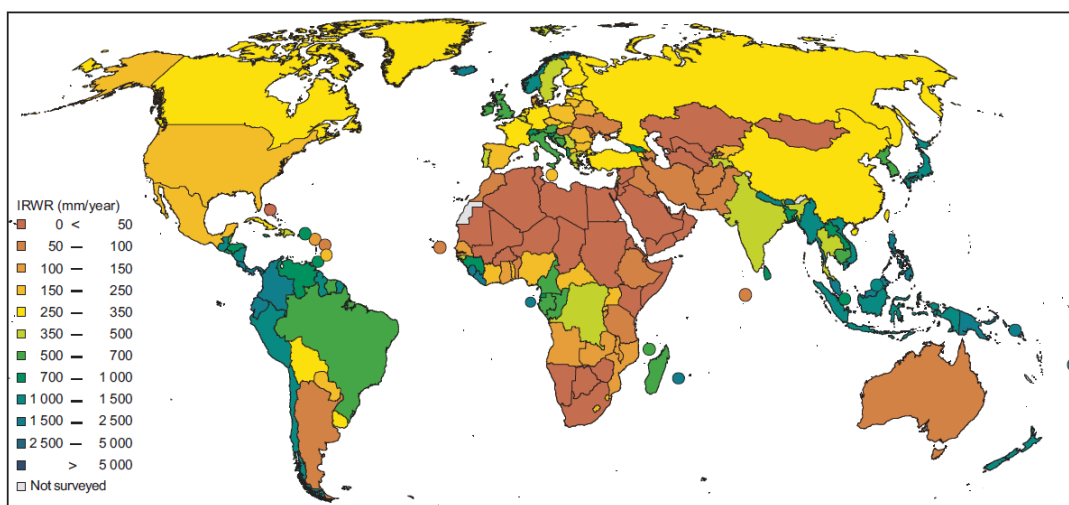 IRWR (mm/year)
0 < 50
50 — 100
100 — 150
150 — 250
250 — 350
350 — 500
500 — 700
700 — 1 000
1 000 — 1 500
1 500 — 2 500
2 500 — 5 000
> 5 000
Not surveyed